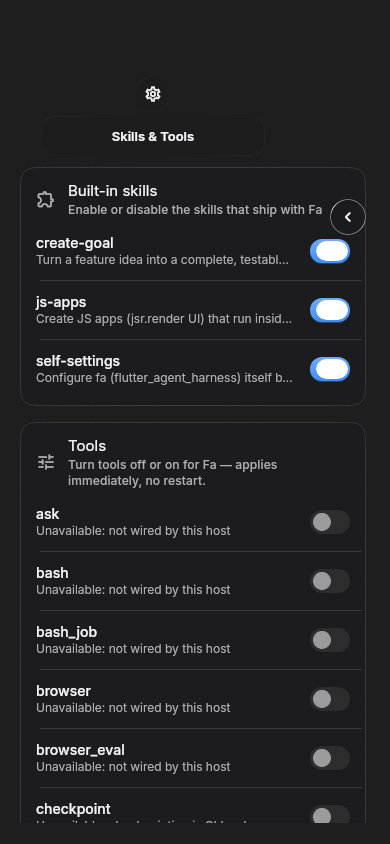 Skills & Tools
Built-in skills
Enable or disable the skills that ship with Fa
create-goal
Turn a feature idea into a complete, testabl...
js-apps
Create JS apps (jsr.render UI) that run insid...
self-settings
Configure fa (flutter_agent_harness) itself b...
Tools
Turn tools off or on for Fa — applies
immediately, no restart.
ask
Unavailable: not wired by this host
bash
Unavailable: not wired by this host
bash_job
Unavailable: not wired by this host
browser
Unavailable: not wired by this host
browser_eval
Unavailable: not wired by this host
checkpoint